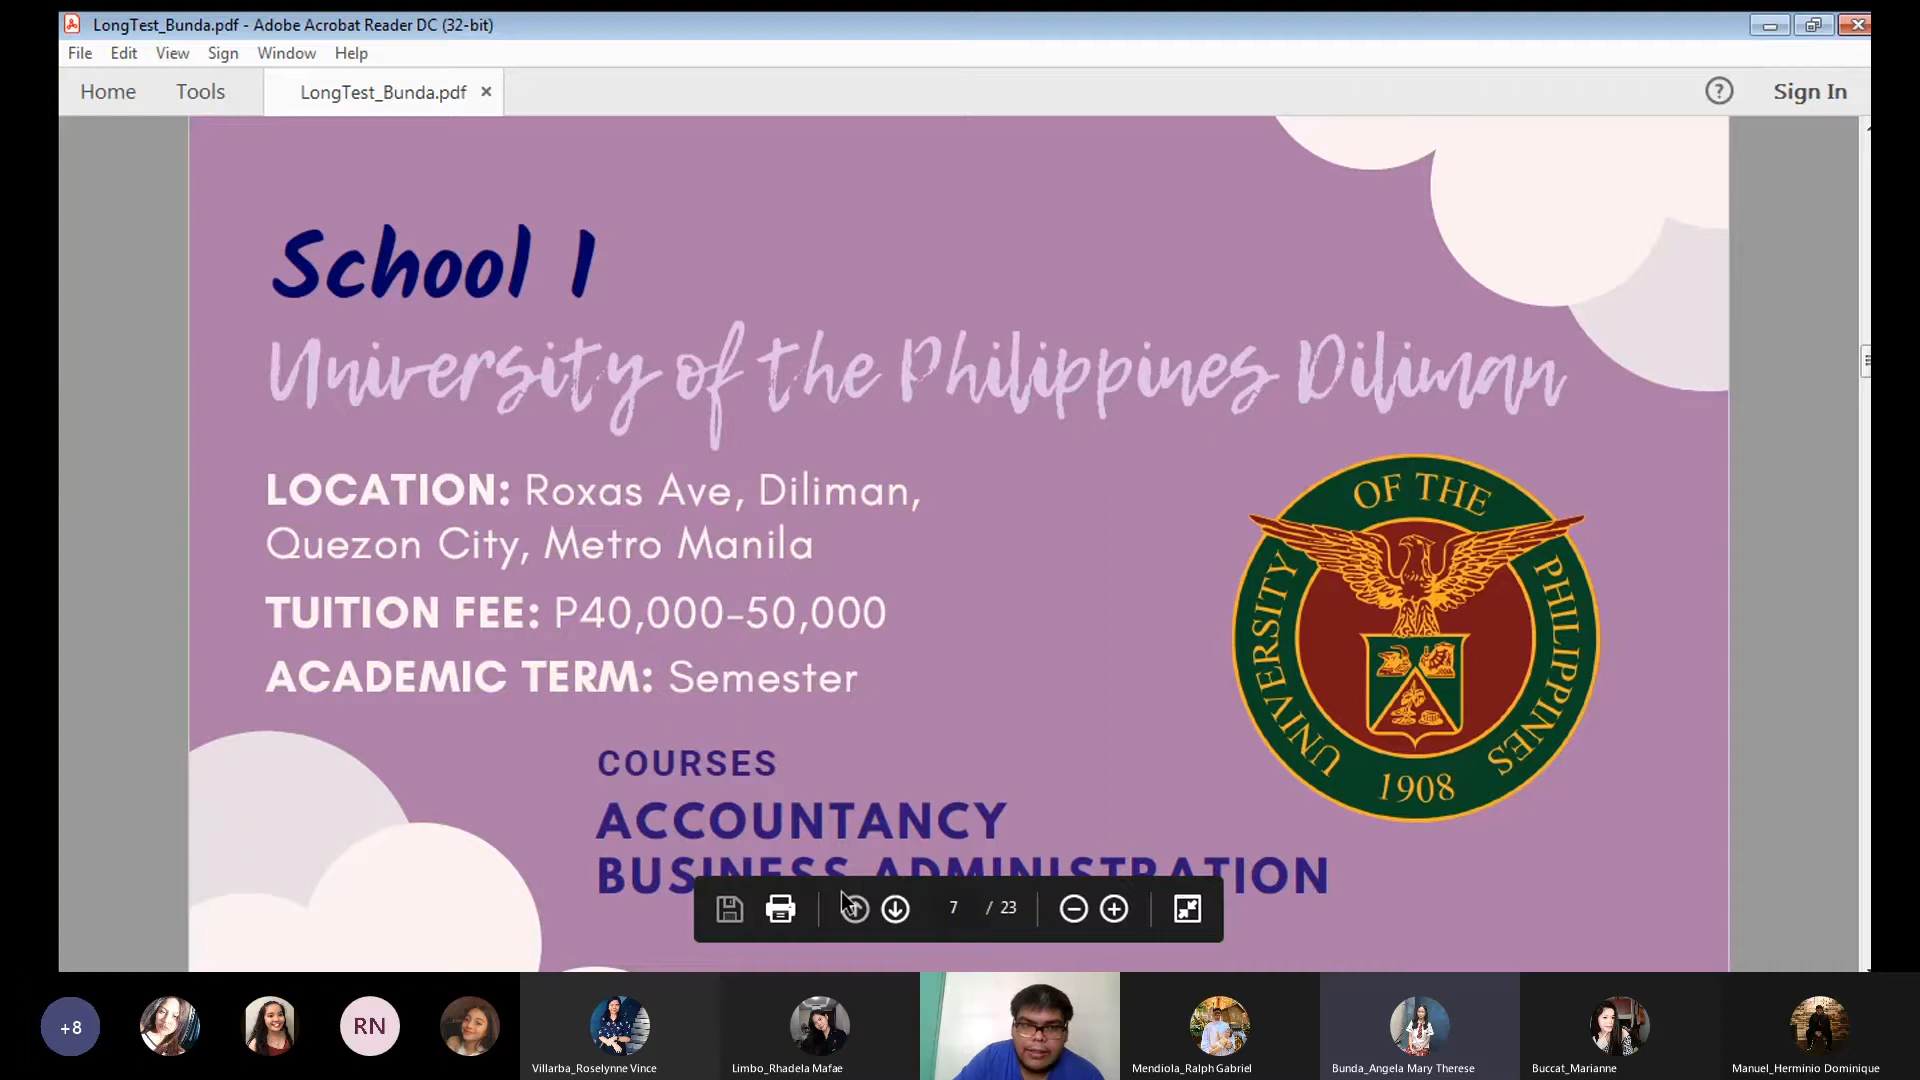 LongTest_Bunda.pdf - Adobe Acrobat Reader DC (32-bit)
File Edit View Sign Window Help
Home Tools LongTest_Bunda.pdf × ? Sign In
School 1
University of the Philippines Diliman
LOCATION: Roxas Ave, Diliman,
Quezon City, Metro Manila
TUITION FEE: P40,000-50,000
ACADEMIC TERM: Semester
UNIVERSITY OF THE PHILIPPINES
1908
COURSES
ACCOUNTANCY
BUSINESS ADMINISTRATION
7 / 23
+8 RN
Villarba_Roselynne Vince
Limbo_Rhadela Mafae
Mendiola_Ralph Gabriel
Bunda_Angela Mary Therese
Buccat_Marianne
Manuel_Herminio Dominique